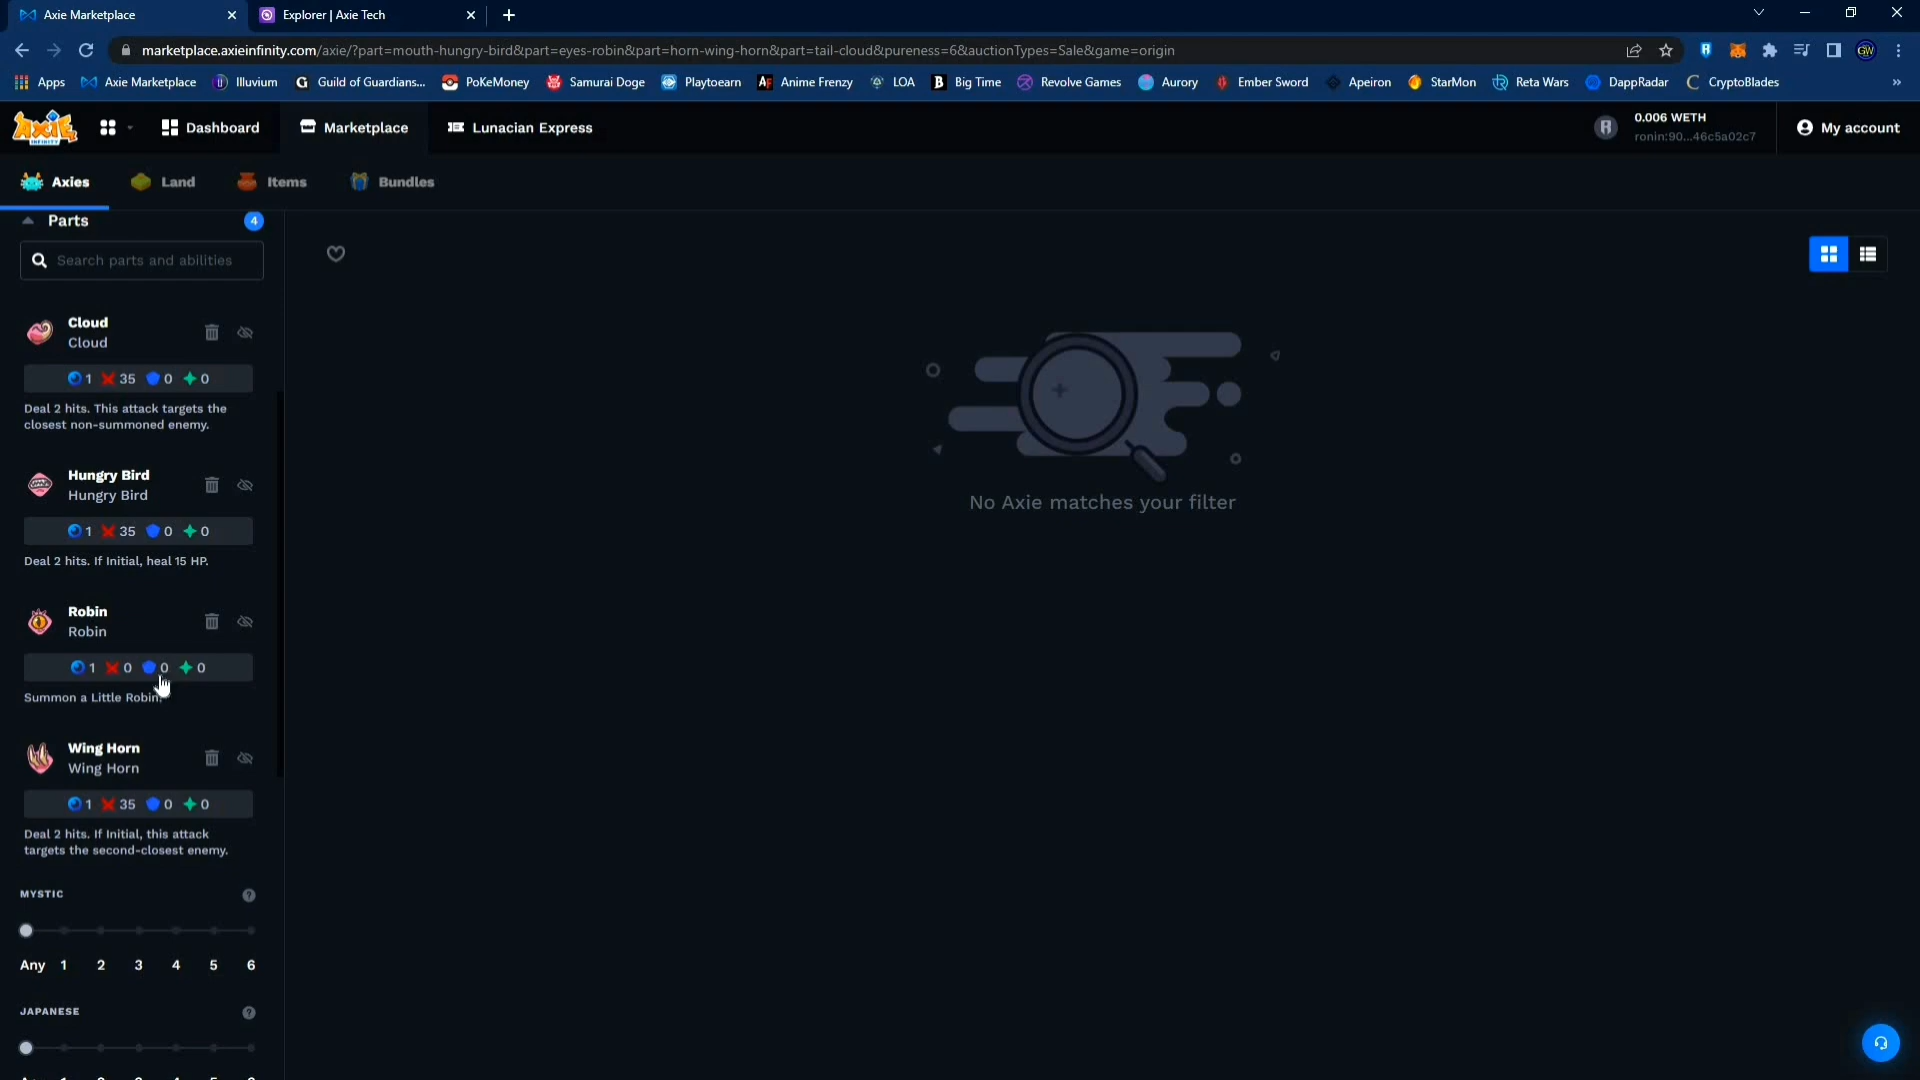 Axie Marketplace
Explorer | Axie Tech
marketplace.axieinfinity.com/axie/?part=mouth-hungry-bird&part=eyes-robin&part=horn-wing-horn&part=tail-cloud&pureness=6&auctionTypes=Sale&game=origin
GW
Apps Axie Marketplace Illuvium Guild of Guardians... PoKeMoney Samurai Doge Playtoearn Anime Frenzy LOA Big Time Revolve Games Aurory Ember Sword Apeiron StarMon Reta Wars DappRadar CryptoBlades »
AXIE INFINITY
Dashboard Marketplace Lunacian Express
0.006 WETH
ronin:90...46c5a02c7
My account
Axies Land Items Bundles
Parts 4
Search parts and abilities
Cloud
Cloud
1 35 0 0
Deal 2 hits. This attack targets the
closest non-summoned enemy.
Hungry Bird
Hungry Bird
1 35 0 0
Deal 2 hits. If Initial, heal 15 HP.
Robin
Robin
1 0 0 0
Summon a Little Robin.
Wing Horn
Wing Horn
1 35 0 0
Deal 2 hits. If Initial, this attack
targets the second-closest enemy.
MYSTIC
Any 1 2 3 4 5 6
JAPANESE
No Axie matches your filter